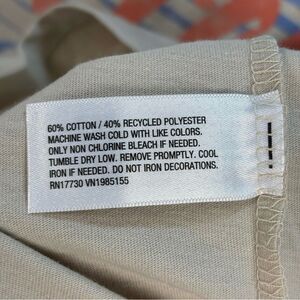 60% COTTON / 40% RECYCLED POLYESTER
MACHINE WASH COLD WITH LIKE COLORS.
ONLY NON CHLORINE BLEACH IF NEEDED.
TUMBLE DRY LOW. REMOVE PROMPTLY. COOL
IRON IF NEEDED. DO NOT IRON DECORATIONS.
RN17730 VN1985155